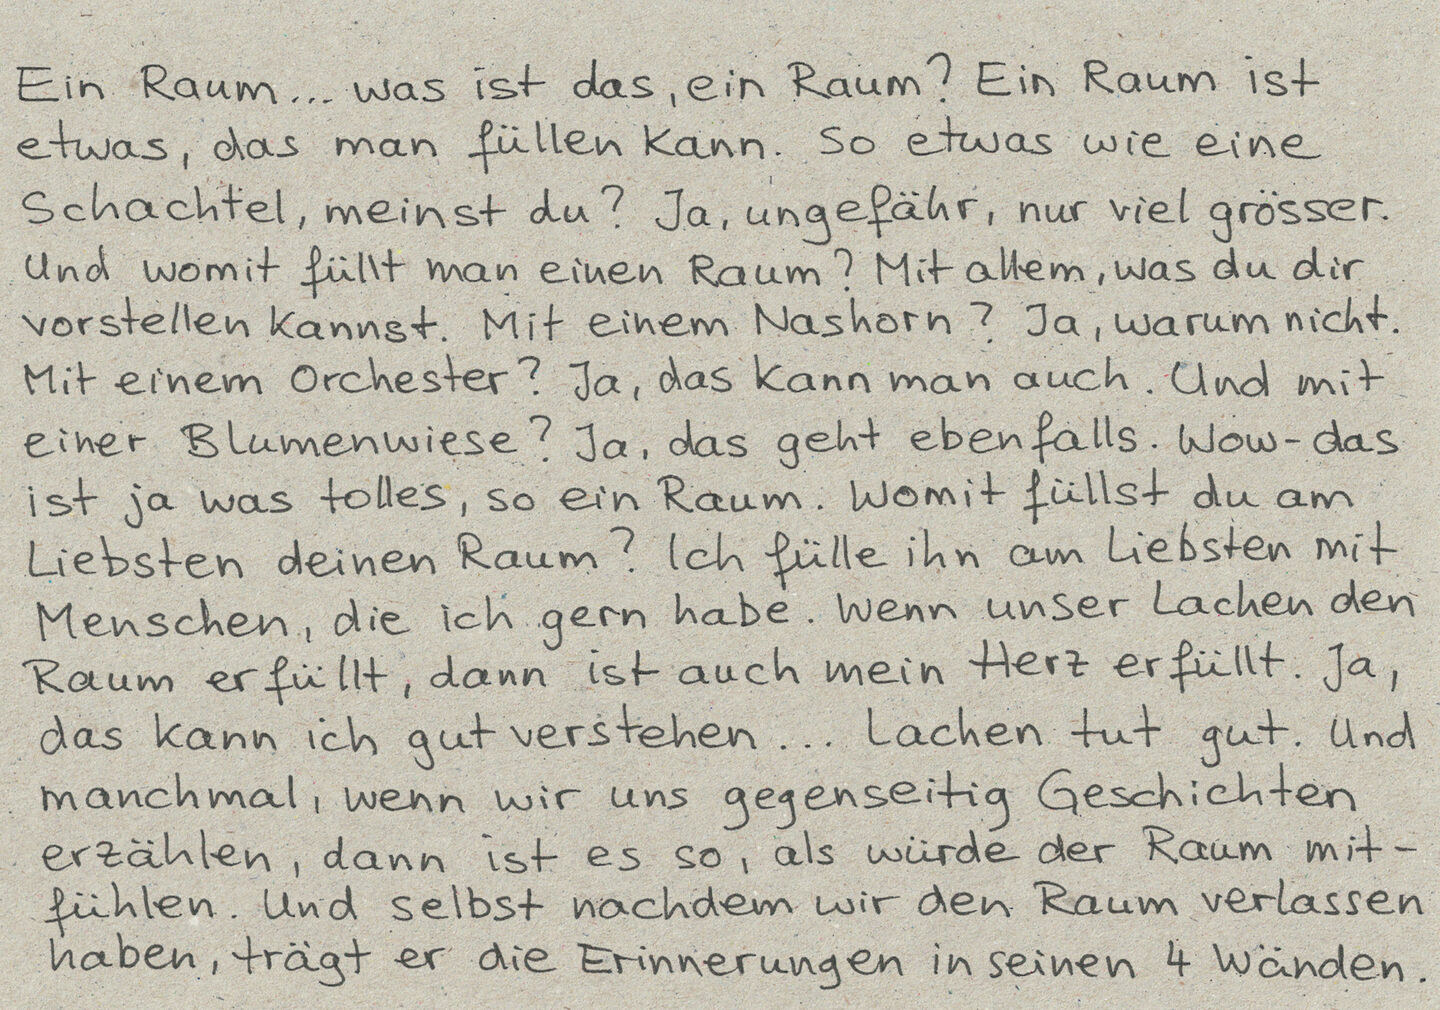 Ein Raum... was ist das, ein Raum? Ein Raum ist
etwas, das man füllen kann. So etwas wie eine
Schachtel, meinst du? Ja, ungefähr, nur viel grösser.
Und womit füllt man einen Raum? Mit allem, was du dir
vorstellen kannst. Mit einem Nashorn? Ja, warum nicht.
Mit einem Orchester? Ja, das kann man auch. Und mit
einer Blumenwiese? Ja, das geht ebenfalls. Wow-das
ist ja was tolles, so ein Raum. Womit füllst du am
Liebsten deinen Raum? Ich fülle ihn am Liebsten mit
Menschen, die ich gern habe. Wenn unser Lachen den
Raum erfüllt, dann ist auch mein Herz erfüllt. Ja,
das kann ich gut verstehen... Lachen tut gut. Und
manchmal, wenn wir uns gegenseitig Geschichten
erzählen, dann ist es so, als würde der Raum mit-
fühlen. Und selbst nachdem wir den Raum verlassen
haben, trägt er die Erinnerungen in seinen 4 Wänden.